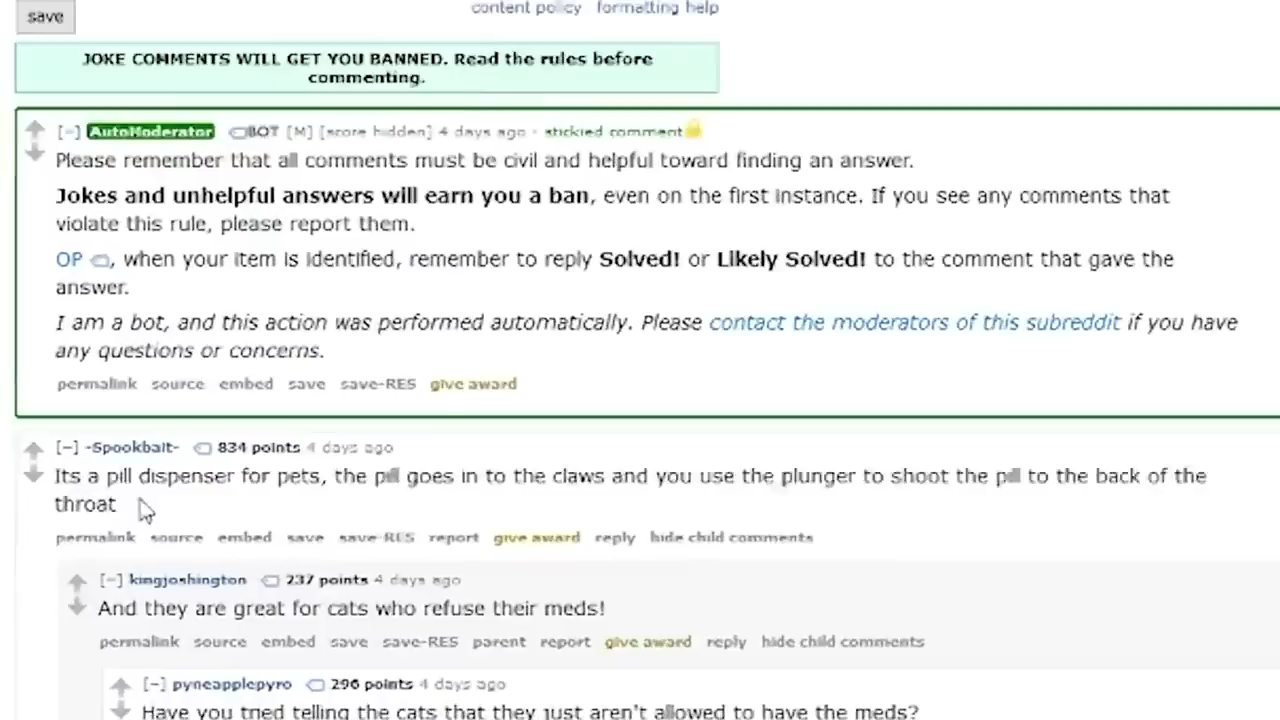 content policy formatting help
save
JOKE COMMENTS WILL GET YOU BANNED. Read the rules before
commenting.
[-] AutoModerator BOT [M] [score hidden] 4 days ago · stickied comment
Please remember that all comments must be civil and helpful toward finding an answer.
Jokes and unhelpful answers will earn you a ban, even on the first instance. If you see any comments that
violate this rule, please report them.
OP , when your item is identified, remember to reply Solved! or Likely Solved! to the comment that gave the
answer.
I am a bot, and this action was performed automatically. Please contact the moderators of this subreddit if you have
any questions or concerns.
permalink source embed save save-RES give award
[-] -Spookbait- 834 points 4 days ago
Its a pill dispenser for pets, the pill goes in to the claws and you use the plunger to shoot the pill to the back of the
throat
permalink source embed save save-RES report give award reply hide child comments
[-] kingjoshington 237 points 4 days ago
And they are great for cats who refuse their meds!
permalink source embed save save-RES parent report give award reply hide child comments
[-] pyneapplepyro 296 points 4 days ago
Have you tried telling the cats that they just aren't allowed to have the meds?